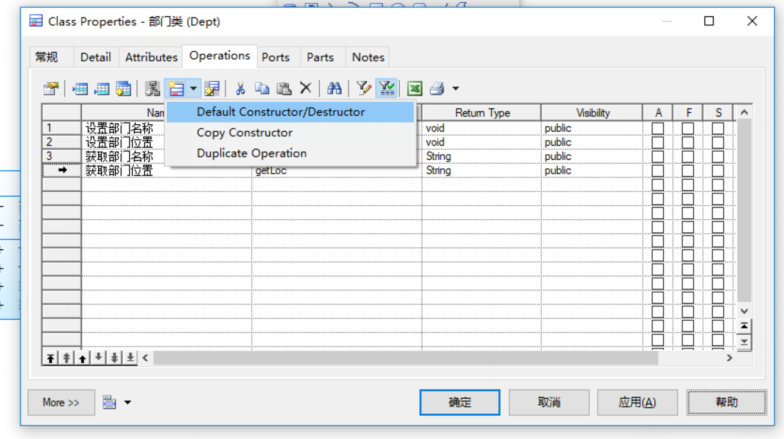 Class Properties - 部门类 (Dept)
常规 Detail Attributes Operations Ports Parts Notes
Return Type Visibility A F S
Default Constructor/Destructor
Copy Constructor
Duplicate Operation
1 设置部门名称 void public
2 设置部门位置 void public
3 获取部门名称 String public
获取部门位置 getLoc String public
More >> 确定 取消 应用(A) 帮助